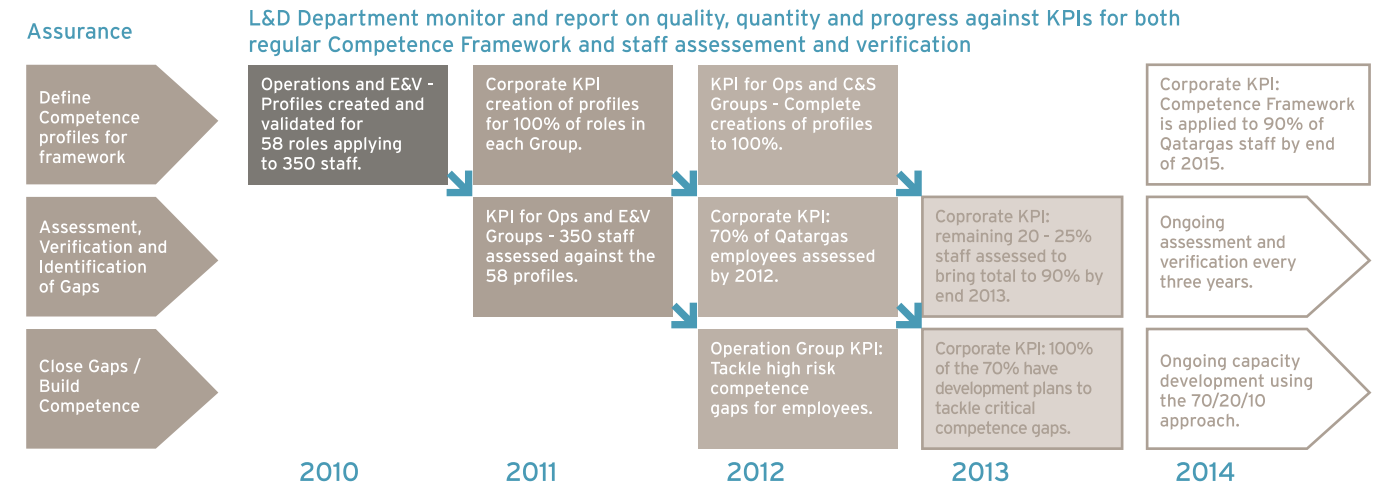 Assurance
L&D Department monitor and report on quality, quantity and progress against KPIs for both
regular Competence Framework and staff assessement and verification
Define
Competence
profiles for
framework
Operations and E&V -
Profiles created and
validated for
58 roles applying
to 350 staff.
Corporate KPI
creation of profiles
for 100% of roles in
each Group.
KPI for Ops and C&S
Groups - Complete
creations of profiles
to 100%.
Corporate KPI:
Competence Framework
is applied to 90% of
Qatargas staff by end
of 2015.
Assessment,
Verification and
Identification
of Gaps
KPI for Ops and E&V
Groups - 350 staff
assessed against the
58 profiles.
Corporate KPI:
70% of Qatargas
employees assessed
by 2012.
Coprorate KPI:
remaining 20 - 25%
staff assessed to
bring total to 90% by
end 2013.
Ongoing
assessment and
verification every
three years.
Close Gaps /
Build
Competence
Operation Group KPI:
Tackle high risk
competence
gaps for employees.
Corporate KPI: 100%
of the 70% have
development plans to
tackle critical
competence gaps.
Ongoing capacity
development using
the 70/20/10
approach.
2010
2011
2012
2013
2014